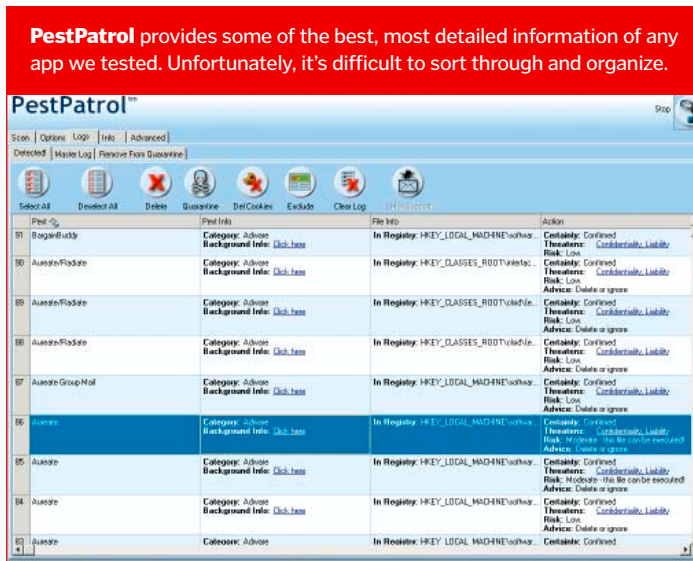 PestPatrol provides some of the best, most detailed information of any
app we tested. Unfortunately, it's difficult to sort through and organize.
PestPatrol™
Stop
Scan Options Logs Info Advanced
Detected Master Log Remove From Quarantine
Select All Deselect All Delete Quarantine Del Cookies Exclude Clear Log
Pest Pest Info File Info Action
91 BargainBuddy Category: Adware In Registry: HKEY_LOCAL_MACHINE\softwar... Certainty: Confirmed
Background Info: Click here Threatens: Confidentiality, Liability
Risk: Low.
90 Aureate/Radiate Category: Adware In Registry: HKEY_CLASSES_ROOT\interfac... Certainty: Confirmed
Background Info: Click here Threatens: Confidentiality, Liability
Risk: Low.
Advice: Delete or ignore
89 Aureate/Radiate Category: Adware In Registry: HKEY_CLASSES_ROOT\clsid\{e... Certainty: Confirmed
Background Info: Click here Threatens: Confidentiality, Liability
Risk: Low.
Advice: Delete or ignore
88 Aureate/Radiate Category: Adware In Registry: HKEY_CLASSES_ROOT\clsid\{e... Certainty: Confirmed
Background Info: Click here Threatens: Confidentiality, Liability
Risk: Low.
Advice: Delete or ignore
87 Aureate Group Mail Category: Adware In Registry: HKEY_LOCAL_MACHINE\softwar... Certainty: Confirmed
Background Info: Click here Threatens: Confidentiality, Liability
Risk: Low.
Advice: Delete or ignore
86 Aureate Category: Adware In Registry: HKEY_LOCAL_MACHINE\softwar... Certainty: Confirmed
Background Info: Click here Threatens: Confidentiality, Liability
Risk: Moderate - this file can be executed!
Advice: Delete or ignore
85 Aureate Category: Adware In Registry: HKEY_LOCAL_MACHINE\softwar... Certainty: Confirmed
Background Info: Click here Threatens: Confidentiality, Liability
Risk: Moderate - this file can be executed!
Advice: Delete or ignore
84 Aureate Category: Adware In Registry: HKEY_LOCAL_MACHINE\softwar... Certainty: Confirmed
Background Info: Click here Threatens: Confidentiality, Liability
Risk: Low.
Advice: Delete or ignore
83 Aureate Category: Adware In Registry: HKEY_LOCAL_MACHINE\softwar... Certainty: Confirmed